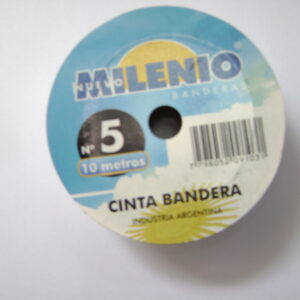 NUEVO
MILENIO
BANDERAS
Nº 5
10 metros
CINTA BANDERA
INDUSTRIA ARGENTINA